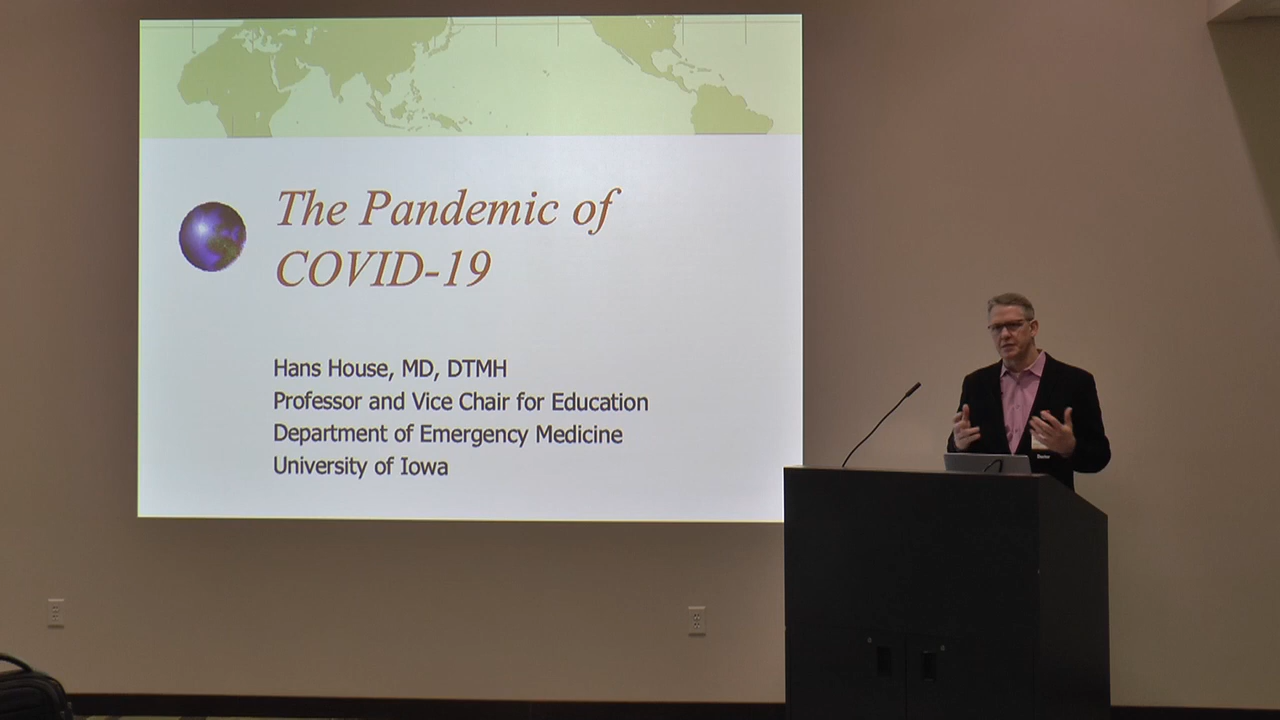 The Pandemic of
COVID-19
Hans House, MD, DTMH
Professor and Vice Chair for Education
Department of Emergency Medicine
University of Iowa